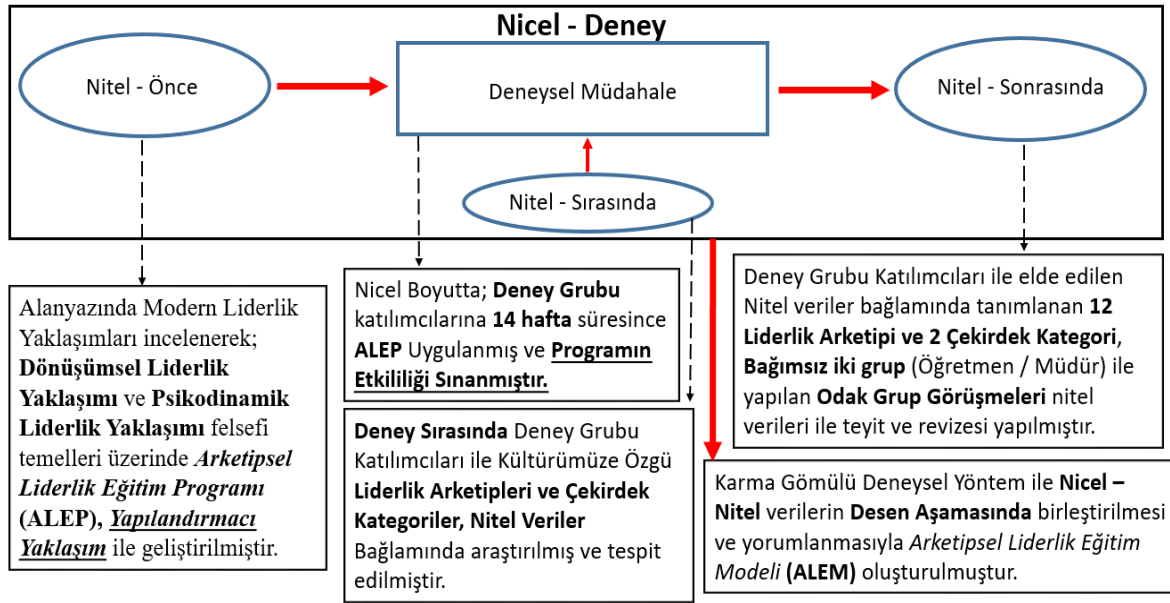 Nicel - Deney
Nitel - Önce
Deneysel Müdahale
Nitel - Sonrasında
Nitel - Sırasında
Alanyazında Modern Liderlik
Yaklaşımları incelenerek;
Dönüşümsel Liderlik
Yaklaşımı ve Psikodinamik
Liderlik Yaklaşımı felsefi
temelleri üzerinde Arketipsel
Liderlik Eğitim Programı
(ALEP), Yapılandırmacı
Yaklaşım ile geliştirilmiştir.
Nicel Boyutta; Deney Grubu
katılımcılarına 14 hafta süresince
ALEP Uygulanmış ve Programın
Etkililiği Sınanmıştır.
Deney Sırasında Deney Grubu
Katılımcıları ile Kültürümüze Özgü
Liderlik Arketipleri ve Çekirdek
Kategoriler, Nitel Veriler
Bağlamında araştırılmış ve tespit
edilmiştir.
Deney Grubu Katılımcıları ile elde edilen
Nitel veriler bağlamında tanımlanan 12
Liderlik Arketipi ve 2 Çekirdek Kategori,
Bağımsız iki grup (Öğretmen / Müdür) ile
yapılan Odak Grup Görüşmeleri nitel
verileri ile teyit ve revizesi yapılmıştır.
Karma Gömülü Deneysel Yöntem ile Nicel –
Nitel verilerin Desen Aşamasında birleştirilmesi
ve yorumlanmasıyla Arketipsel Liderlik Eğitim
Modeli (ALEM) oluşturulmuştur.